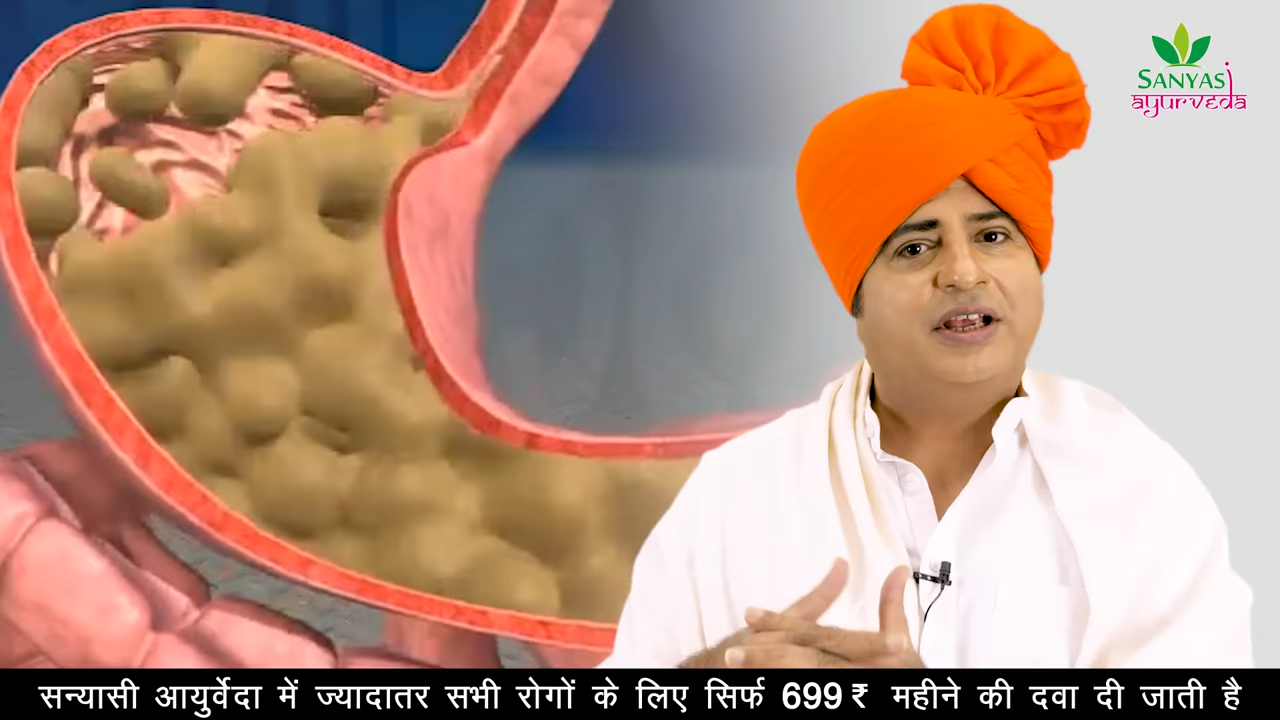 SANYASI
ayurveda
सन्यासी आयुर्वेदा में ज्यादातर सभी रोगों के लिए सिर्फ 699₹ महीने की दवा दी जाती है